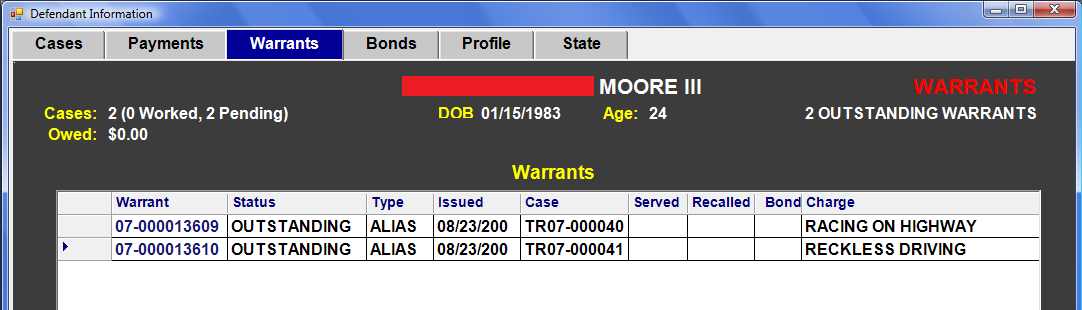 Defendant Information
Cases Payments Warrants Bonds Profile State
MOORE III WARRANTS
Cases: 2 (0 Worked, 2 Pending) DOB 01/15/1983 Age: 24 2 OUTSTANDING WARRANTS
Owed: $0.00
Warrants
Warrant Status Type Issued Case Served Recalled Bond Charge
07-000013609 OUTSTANDING ALIAS 08/23/200 TR07-000040 RACING ON HIGHWAY
07-000013610 OUTSTANDING ALIAS 08/23/200 TR07-000041 RECKLESS DRIVING